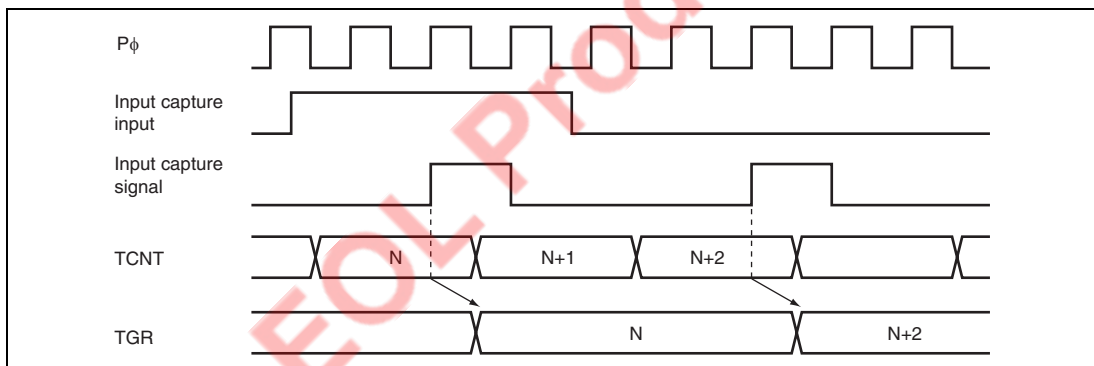 Pϕ
Input capture
input
Input capture
signal
TCNT
N
N+1
N+2
TGR
N
N+2
EOL Prod